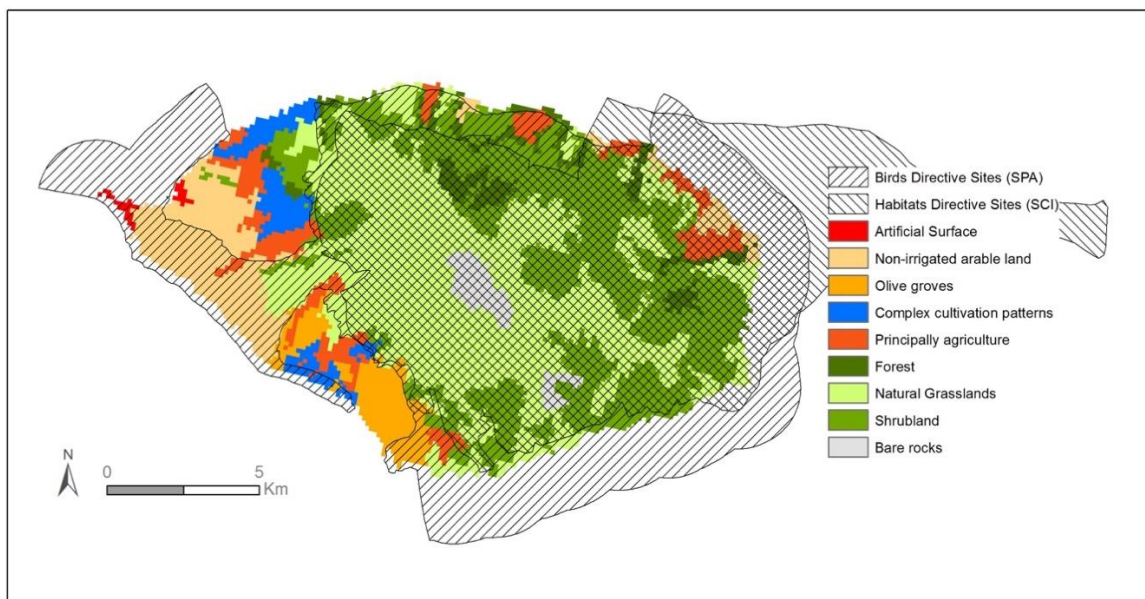 Birds Directive Sites (SPA)
Habitats Directive Sites (SCI)
Artificial Surface
Non-irrigated arable land
Olive groves
Complex cultivation patterns
Principally agriculture
Forest
Natural Grasslands
Shrubland
Bare rocks
N
0 5
Km